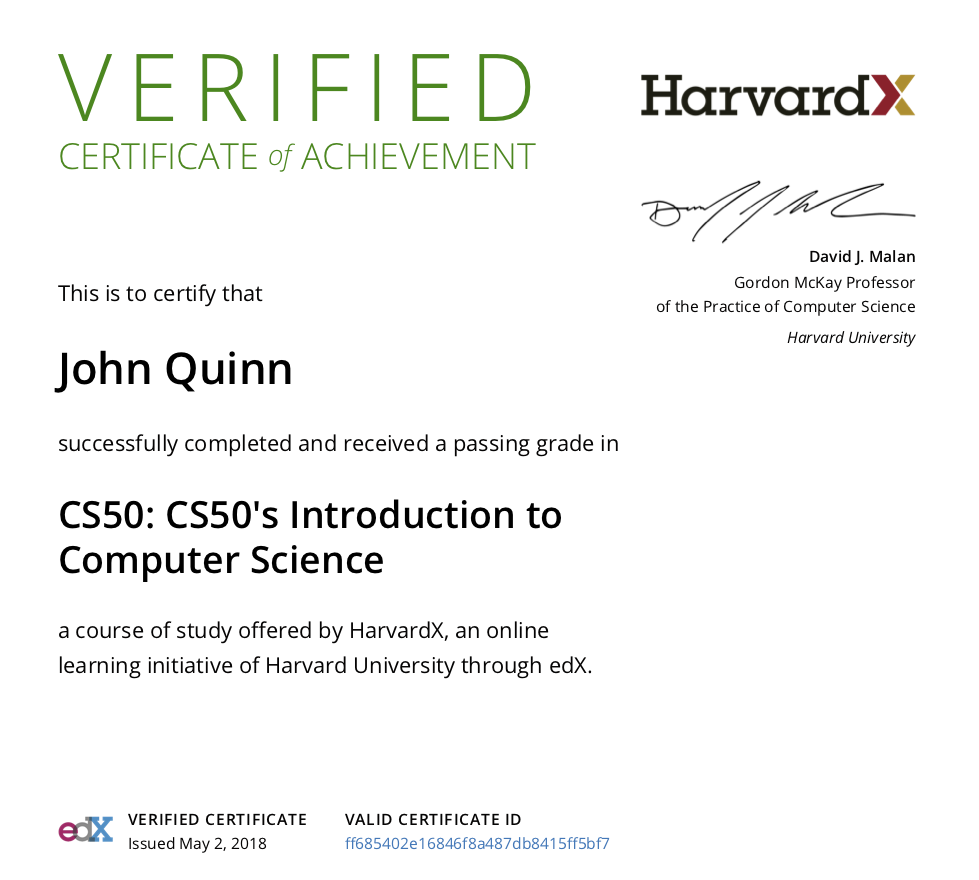 VERIFIED
CERTIFICATE of ACHIEVEMENT
HarvardX
David J. Malan
Gordon McKay Professor
of the Practice of Computer Science
Harvard University
This is to certify that
John Quinn
successfully completed and received a passing grade in
CS50: CS50's Introduction to
Computer Science
a course of study offered by HarvardX, an online
learning initiative of Harvard University through edX.
edX
VERIFIED CERTIFICATE
Issued May 2, 2018
VALID CERTIFICATE ID
ff685402e16846f8a487db8415ff5bf7